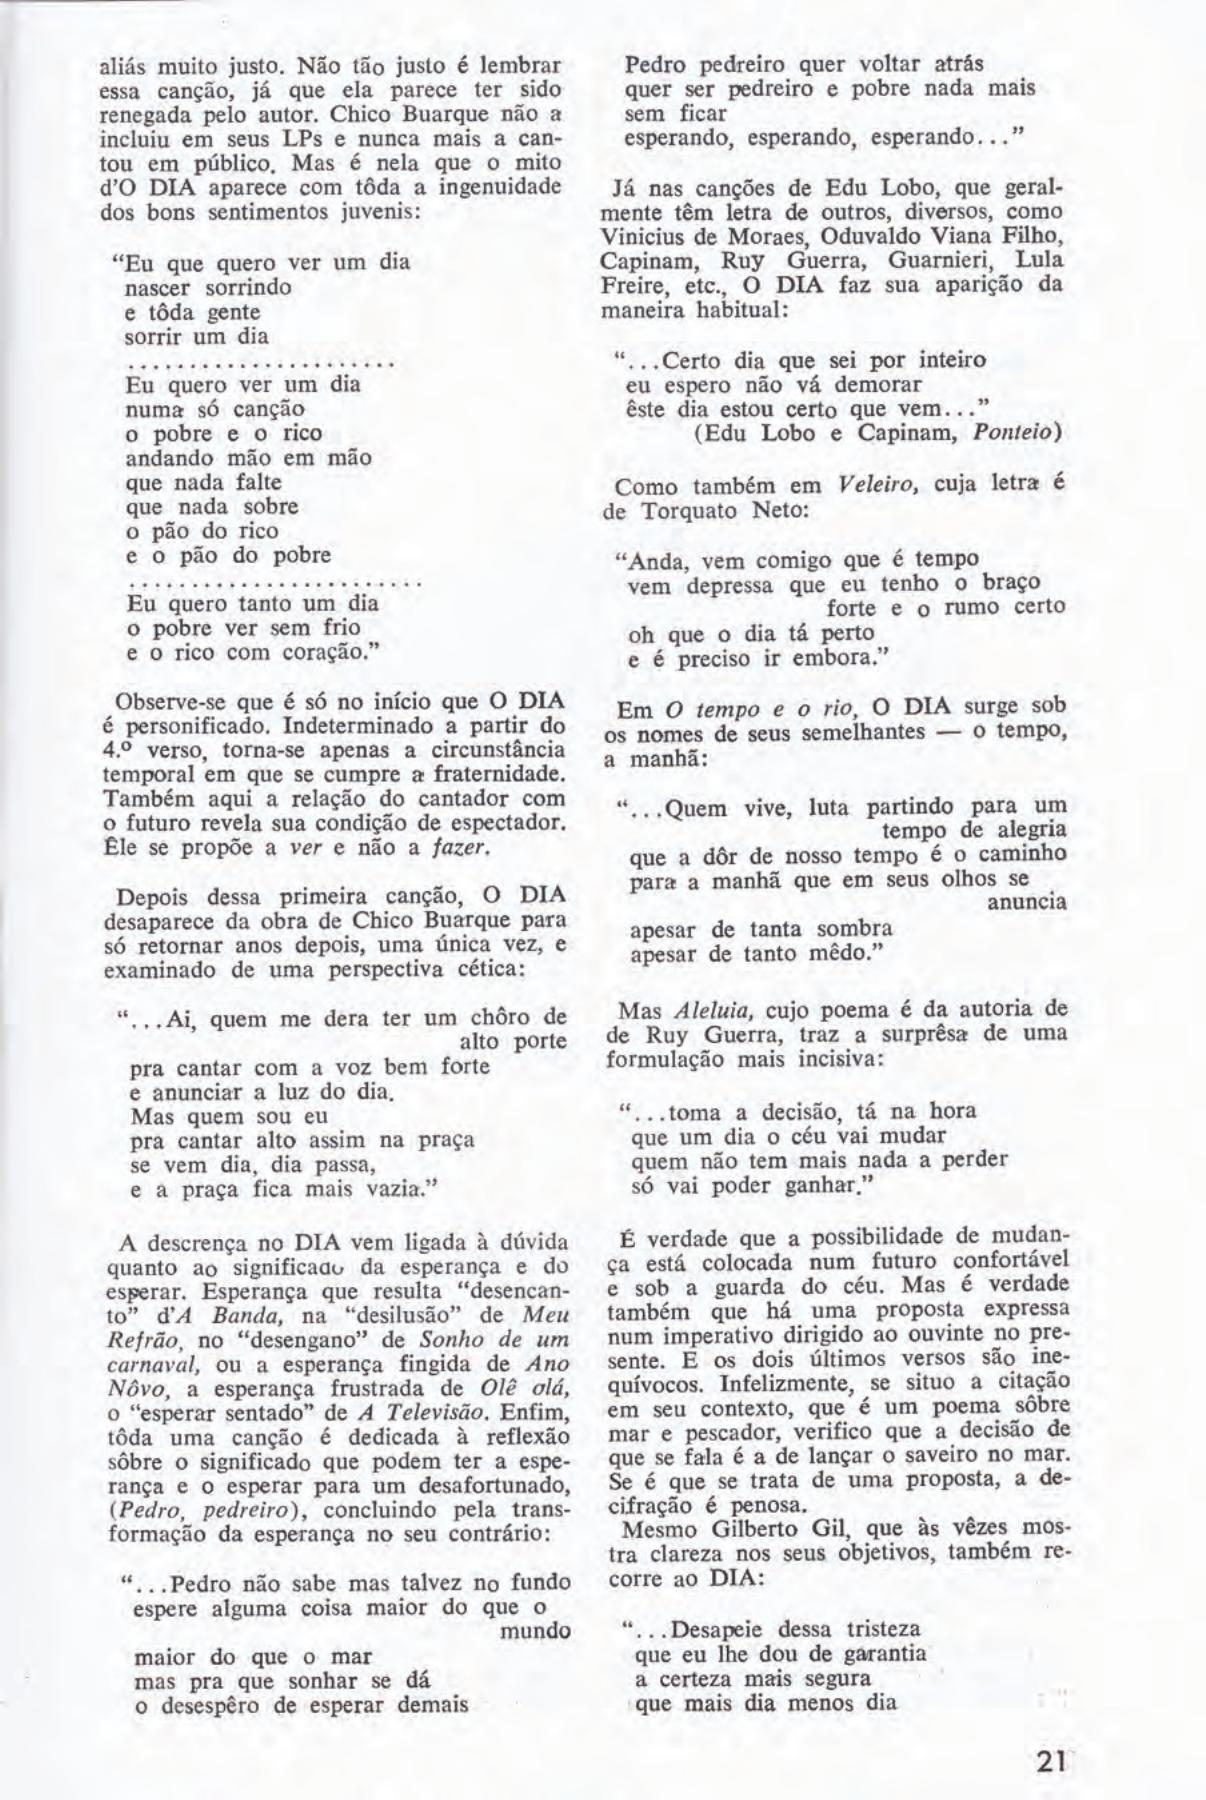 aliás muito justo. Não tão justo é lembrar
essa canção, já que ela parece ter sido
renegada pelo autor. Chico Buarque não a
incluiu em seus LPs e nunca mais a can-
tou em público. Mas é nela que o mito
d'O DIA aparece com tôda a ingenuidade
dos bons sentimentos juvenis:
“Eu que quero ver um dia
nascer sorrindo
e tôda gente
sorrir um dia
......................
Eu quero ver um dia
numa só canção
o pobre e o rico
andando mão em mão
que nada falte
que nada sobre
o pão do rico
e o pão do pobre
........................
Eu quero tanto um dia
o pobre ver sem frio
e o rico com coração.”
Observe-se que é só no início que O DIA
é personificado. Indeterminado a partir do
4.º verso, torna-se apenas a circunstância
temporal em que se cumpre a fraternidade.
Também aqui a relação do cantador com
o futuro revela sua condição de espectador.
Êle se propõe a ver e não a fazer.
Depois dessa primeira canção, O DIA
desaparece da obra de Chico Buarque para
só retornar anos depois, uma única vez, e
examinado de uma perspectiva cética:
“...Ai, quem me dera ter um chôro de
alto porte
pra cantar com a voz bem forte
e anunciar a luz do dia.
Mas quem sou eu
pra cantar alto assim na praça
se vem dia, dia passa,
e a praça fica mais vazia.”
A descrença no DIA vem ligada à dúvida
quanto ao significado da esperança e do
esperar. Esperança que resulta “desencan-
to” d'A Banda, na “desilusão” de Meu
Refrão, no “desengano” de Sonho de um
carnaval, ou a esperança fingida de Ano
Nôvo, a esperança frustrada de Olê olá,
o “esperar sentado” de A Televisão. Enfim,
tôda uma canção é dedicada à reflexão
sôbre o significado que podem ter a espe-
rança e o esperar para um desafortunado,
(Pedro, pedreiro), concluindo pela trans-
formação da esperança no seu contrário:
“...Pedro não sabe mas talvez no fundo
espere alguma coisa maior do que o
mundo
maior do que o mar
mas pra que sonhar se dá
o desespêro de esperar demais
Pedro pedreiro quer voltar atrás
quer ser pedreiro e pobre nada mais
sem ficar
esperando, esperando, esperando...”
Já nas canções de Edu Lobo, que geral-
mente têm letra de outros, diversos, como
Vinicius de Moraes, Oduvaldo Viana Filho,
Capinam, Ruy Guerra, Guarnieri, Lula
Freire, etc., O DIA faz sua aparição da
maneira habitual:
“...Certo dia que sei por inteiro
eu espero não vá demorar
êste dia estou certo que vem...”
(Edu Lobo e Capinam, Ponteio)
Como também em Veleiro, cuja letra é
de Torquato Neto:
“Anda, vem comigo que é tempo
vem depressa que eu tenho o braço
forte e o rumo certo
oh que o dia tá perto
e é preciso ir embora.”
Em O tempo e o rio, O DIA surge sob
os nomes de seus semelhantes — o tempo,
a manhã:
“...Quem vive, luta partindo para um
tempo de alegria
que a dôr de nosso tempo é o caminho
para a manhã que em seus olhos se
anuncia
apesar de tanta sombra
apesar de tanto mêdo.”
Mas Aleluia, cujo poema é da autoria de
de Ruy Guerra, traz a surprêsa de uma
formulação mais incisiva:
“...toma a decisão, tá na hora
que um dia o céu vai mudar
quem não tem mais nada a perder
só vai poder ganhar.”
É verdade que a possibilidade de mudan-
ça está colocada num futuro confortável
e sob a guarda do céu. Mas é verdade
também que há uma proposta expressa
num imperativo dirigido ao ouvinte no pre-
sente. E os dois últimos versos são ine-
quívocos. Infelizmente, se situo a citação
em seu contexto, que é um poema sôbre
mar e pescador, verifico que a decisão de
que se fala é a de lançar o saveiro no mar.
Se é que se trata de uma proposta, a de-
cifração é penosa.
Mesmo Gilberto Gil, que às vêzes mos-
tra clareza nos seus objetivos, também re-
corre ao DIA:
“...Desapeie dessa tristeza
que eu lhe dou de garantia
a certeza mais segura
que mais dia menos dia
21